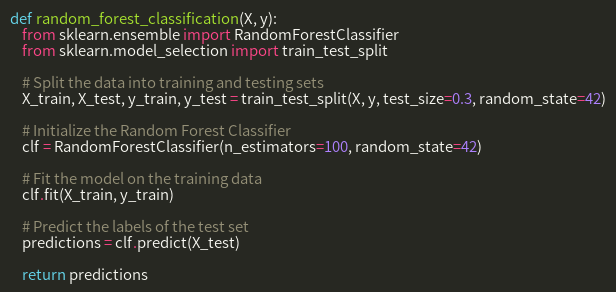 def random_forest_classification(X, y):
from sklearn.ensemble import RandomForestClassifier
from sklearn.model_selection import train_test_split
# Split the data into training and testing sets
X_train, X_test, y_train, y_test = train_test_split(X, y, test_size=0.3, random_state=42)
# Initialize the Random Forest Classifier
clf = RandomForestClassifier(n_estimators=100, random_state=42)
# Fit the model on the training data
clf.fit(X_train, y_train)
# Predict the labels of the test set
predictions = clf.predict(X_test)
return predictions